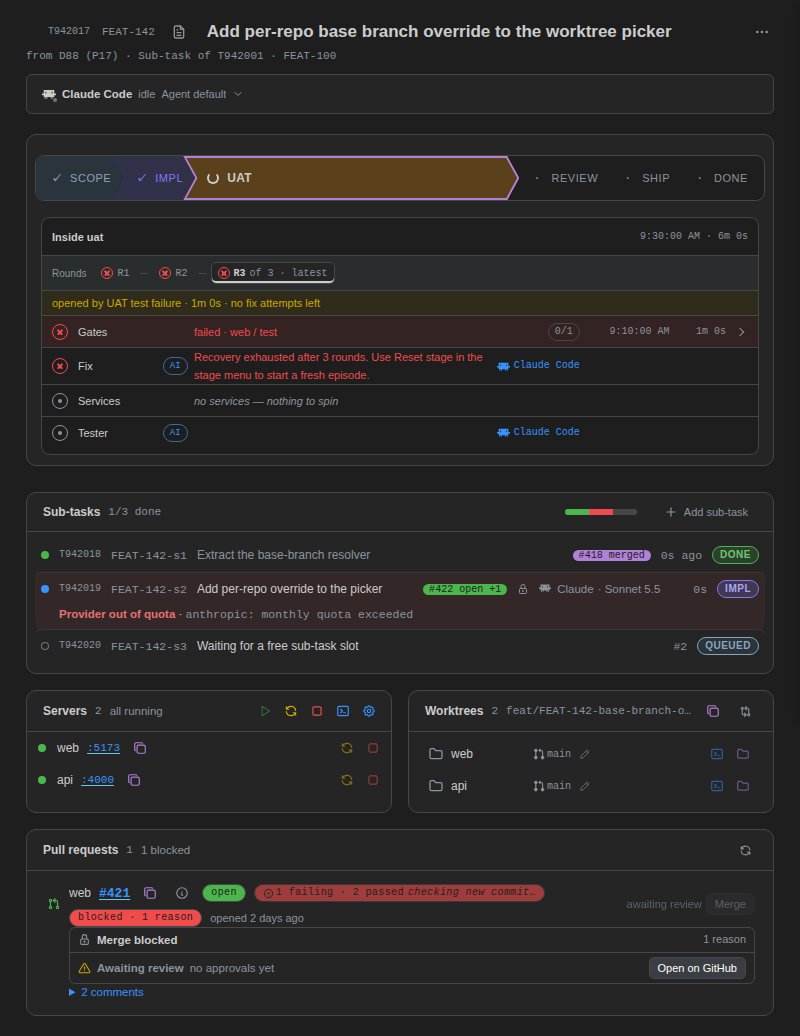 T942017 FEAT-142 Add per-repo base branch override to the worktree picker
from D88 (P17) · Sub-task of T942001 · FEAT-100
Claude Code idle Agent default
SCOPE IMPL UAT REVIEW SHIP DONE
Inside uat 9:30:00 AM · 6m 0s
Rounds R1 R2 R3 of 3 · latest
opened by UAT test failure · 1m 0s · no fix attempts left
Gates failed · web / test 0/1 9:10:00 AM 1m 0s
Fix AI Recovery exhausted after 3 rounds. Use Reset stage in the
stage menu to start a fresh episode. Claude Code
Services no services — nothing to spin
Tester AI Claude Code
Sub-tasks 1/3 done Add sub-task
T942018 FEAT-142-s1 Extract the base-branch resolver #418 merged 0s ago DONE
T942019 FEAT-142-s2 Add per-repo override to the picker #422 open +1 Claude · Sonnet 5.5 0s IMPL
Provider out of quota · anthropic: monthly quota exceeded
T942020 FEAT-142-s3 Waiting for a free sub-task slot #2 QUEUED
Servers 2 all running
web :5173
api :4000
Worktrees 2 feat/FEAT-142-base-branch-o…
web main
api main
Pull requests 1 1 blocked
web #421 open 1 failing · 2 passed checking new commit…
blocked · 1 reason opened 2 days ago awaiting review Merge
Merge blocked 1 reason
Awaiting review no approvals yet Open on GitHub
2 comments